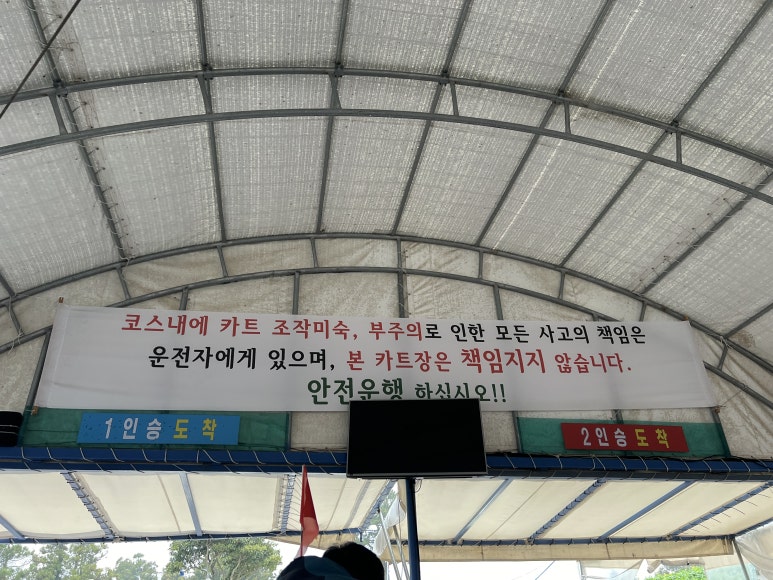 코스내에 카트 조작미숙, 부주의로 인한 모든 사고의 책임은
운전자에게 있으며, 본 카트장은 책임지지 않습니다.
안전운행 하십시오!!
1인승 도착
2인승 도착